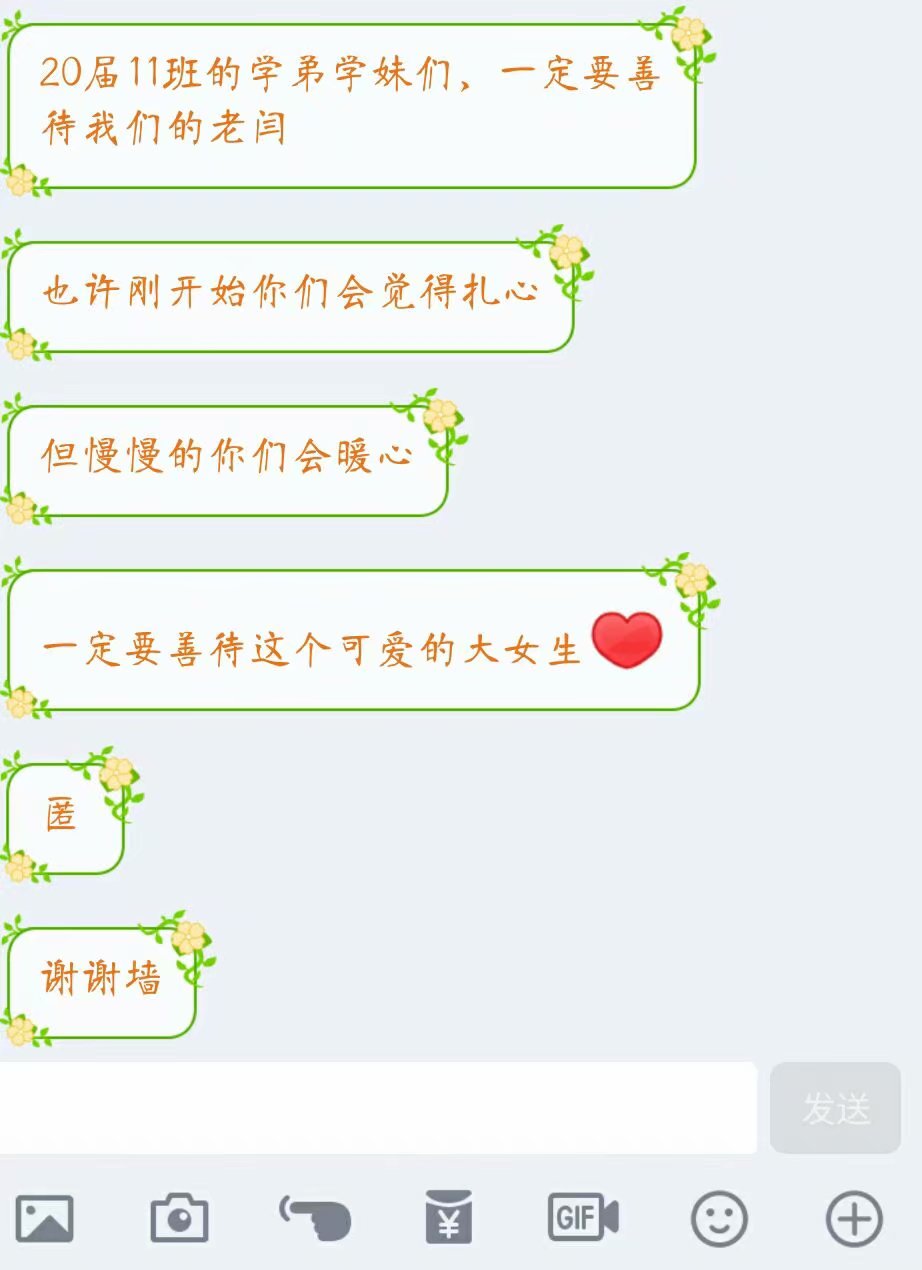 20届11班的学弟学妹们，一定要善
待我们的老闫
也许刚开始你们会觉得扎心
但慢慢的你们会暖心
一定要善待这个可爱的大女生
匿
谢谢墙
发送
¥
GIF